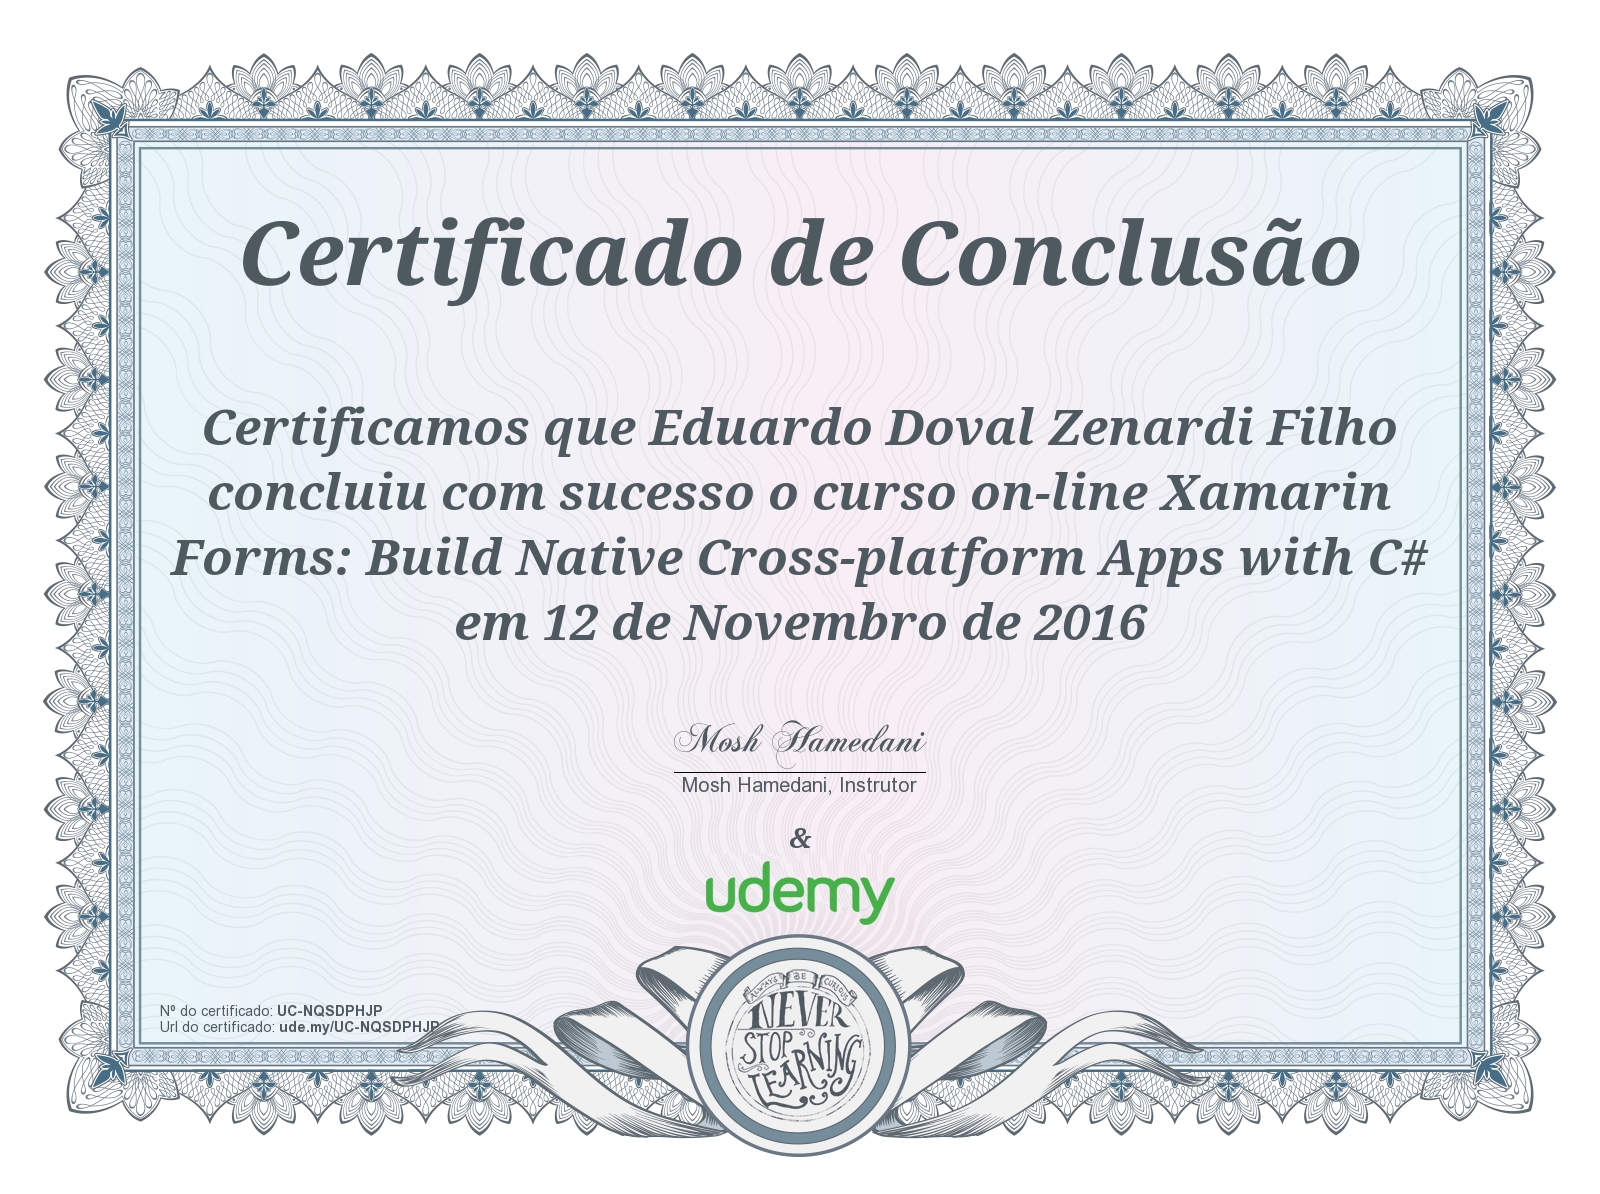 Certificado de Conclusão
Certificamos que Eduardo Doval Zenardi Filho
concluiu com sucesso o curso on-line Xamarin
Forms: Build Native Cross-platform Apps with C#
em 12 de Novembro de 2016
Mosh Hamedani
Mosh Hamedani, Instrutor
&
udemy
Nº do certificado: UC-NQSDPHJP
Url do certificado: ude.my/UC-NQSDPHJP
ALWAYS BE CURIOUS
NEVER
STOP
LEARNING